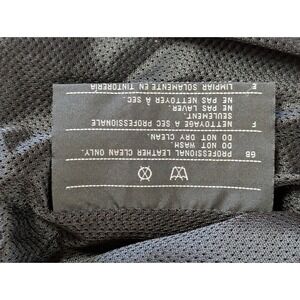 GB PROFESSIONAL LEATHER CLEAN ONLY.
DO NOT WASH.
DO NOT DRY CLEAN.
F NETTOYAGE A SEC PROFESSIONALE
SEULEMENT.
NE PAS LAVER.
NE PAS NETTOYER À SEC.
E LIMPIAR SOLAMENTE EN TINTORERIA